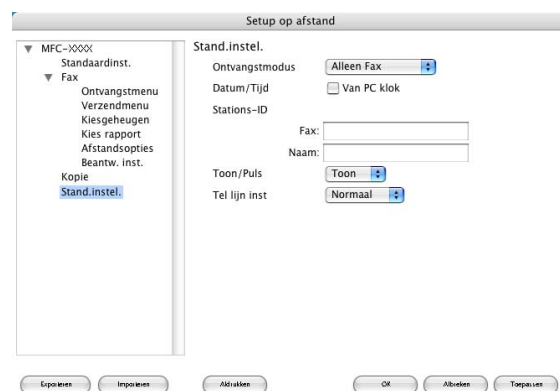 Setup op afstand
MFC-XXXX
Standaardinst.
Fax
Ontvangstmenu
Verzendmenu
Kiesgeheugen
Kies rapport
Afstandsopties
Beantw. inst.
Kopie
Stand.instel.
Stand.instel.
Ontvangstmodus Alleen Fax
Datum/Tijd Van PC klok
Stations-ID
Fax:
Naam:
Toon/Puls Toon
Tel lijn inst Normaal
Exporteren Importeren Afdrukken OK Afbreken Toepassen